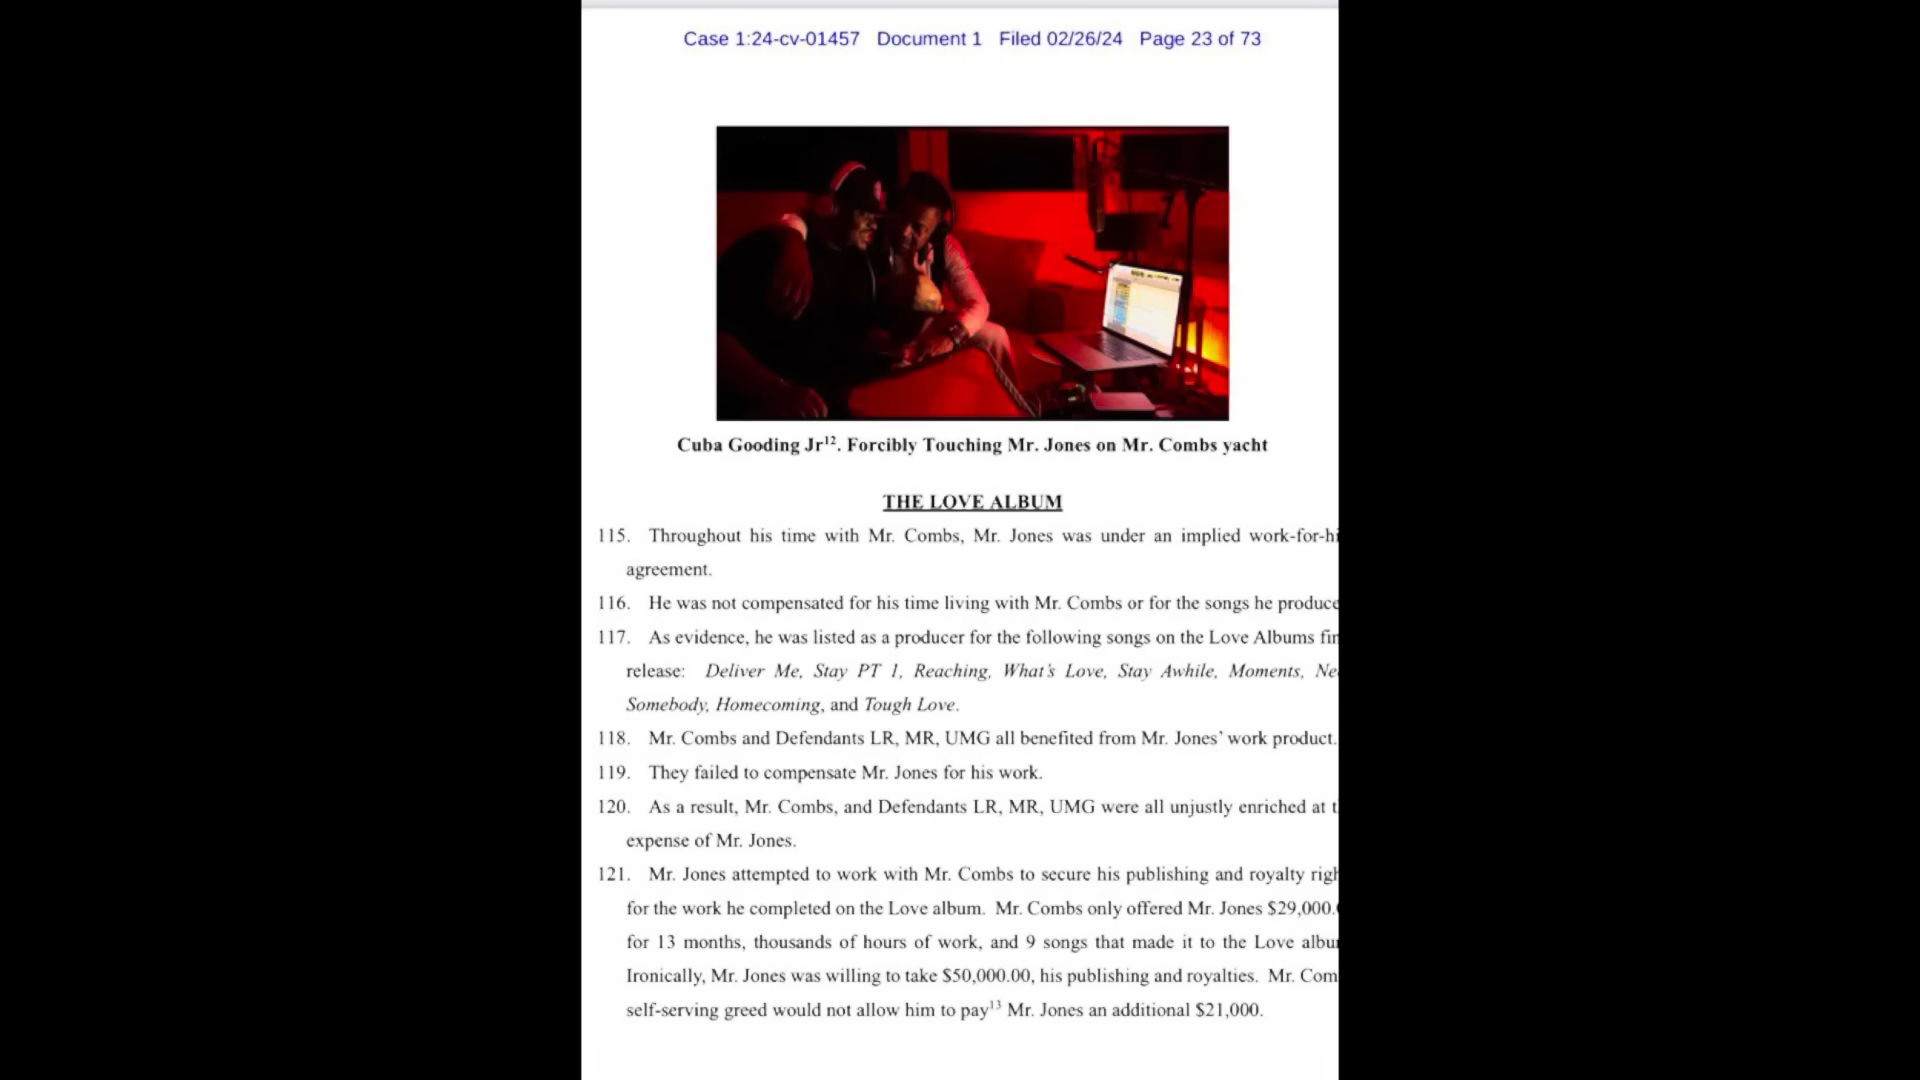 Case 1:24-cv-01457 Document 1 Filed 02/26/24 Page 23 of 73
Cuba Gooding Jr¹². Forcibly Touching Mr. Jones on Mr. Combs yacht
THE LOVE ALBUM
115. Throughout his time with Mr. Combs, Mr. Jones was under an implied work-for-hi
agreement.
116. He was not compensated for his time living with Mr. Combs or for the songs he produce
117. As evidence, he was listed as a producer for the following songs on the Love Albums fin
release: Deliver Me, Stay PT 1, Reaching, What's Love, Stay Awhile, Moments, Nee
Somebody, Homecoming, and Tough Love.
118. Mr. Combs and Defendants LR, MR, UMG all benefited from Mr. Jones’ work product.
119. They failed to compensate Mr. Jones for his work.
120. As a result, Mr. Combs, and Defendants LR, MR, UMG were all unjustly enriched at t
expense of Mr. Jones.
121. Mr. Jones attempted to work with Mr. Combs to secure his publishing and royalty righ
for the work he completed on the Love album. Mr. Combs only offered Mr. Jones $29,000.
for 13 months, thousands of hours of work, and 9 songs that made it to the Love albu
Ironically, Mr. Jones was willing to take $50,000.00, his publishing and royalties. Mr. Com
self-serving greed would not allow him to pay¹³ Mr. Jones an additional $21,000.